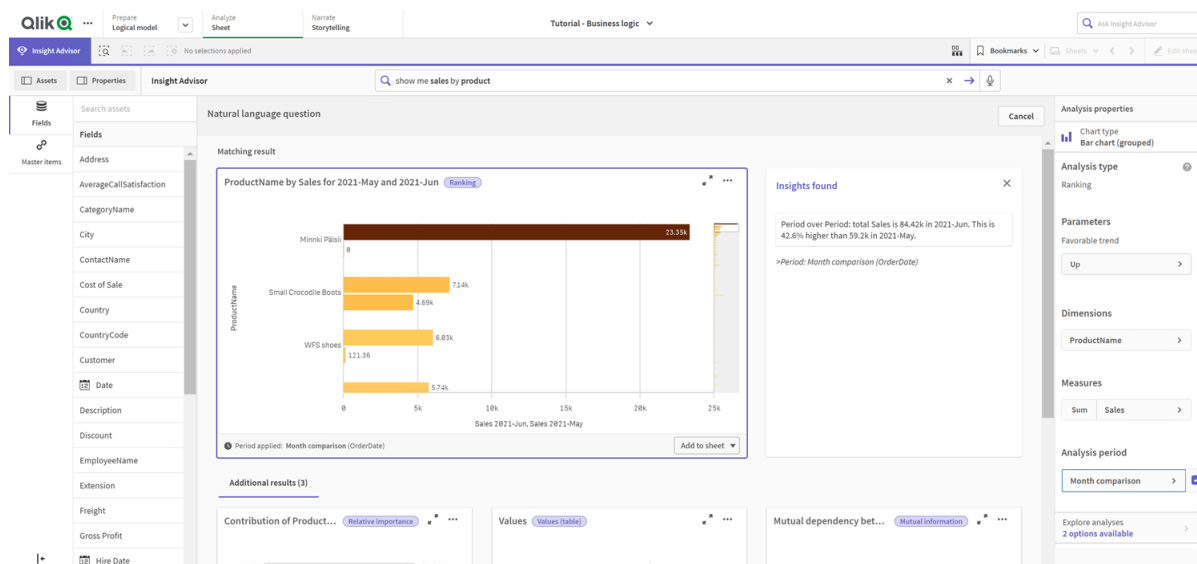 Qlik
Prepare
Logical model
Analyze
Sheet
Narrate
Storytelling
Tutorial - Business logic
Ask Insight Advisor
Insight Advisor
No selections applied
Bookmarks
Sheets
Edit shee
Assets
Properties
Insight Advisor
show me sales by product
Fields
Master items
Search assets
Fields
Address
AverageCallSatisfaction
CategoryName
City
ContactName
Cost of Sale
Country
CountryCode
Customer
Date
Description
Discount
EmployeeName
Extension
Freight
Gross Profit
Hire Date
Natural language question
Cancel
Matching result
ProductName by Sales for 2021-May and 2021-Jun
Ranking
ProductName
Minnki Pälsii
23.35k
0
Small Crocodile Boots
7.14k
4.69k
WFS shoes
6.03k
121.36
5.74k
0
5k
10k
15k
20k
25k
Sales 2021-Jun, Sales 2021-May
Period applied: Month comparison (OrderDate)
Add to sheet
Insights found
Period over Period: total Sales is 84.42k in 2021-Jun. This is
42.6% higher than 59.2k in 2021-May.
>Period: Month comparison (OrderDate)
Additional results (3)
Contribution of Product...
Relative importance
Values
Values (table)
Mutual dependency bet...
Mutual information
Analysis properties
Chart type
Bar chart (grouped)
Analysis type
Ranking
Parameters
Favorable trend
Up
Dimensions
ProductName
Measures
Sum
Sales
Analysis period
Month comparison
Explore analyses
2 options available